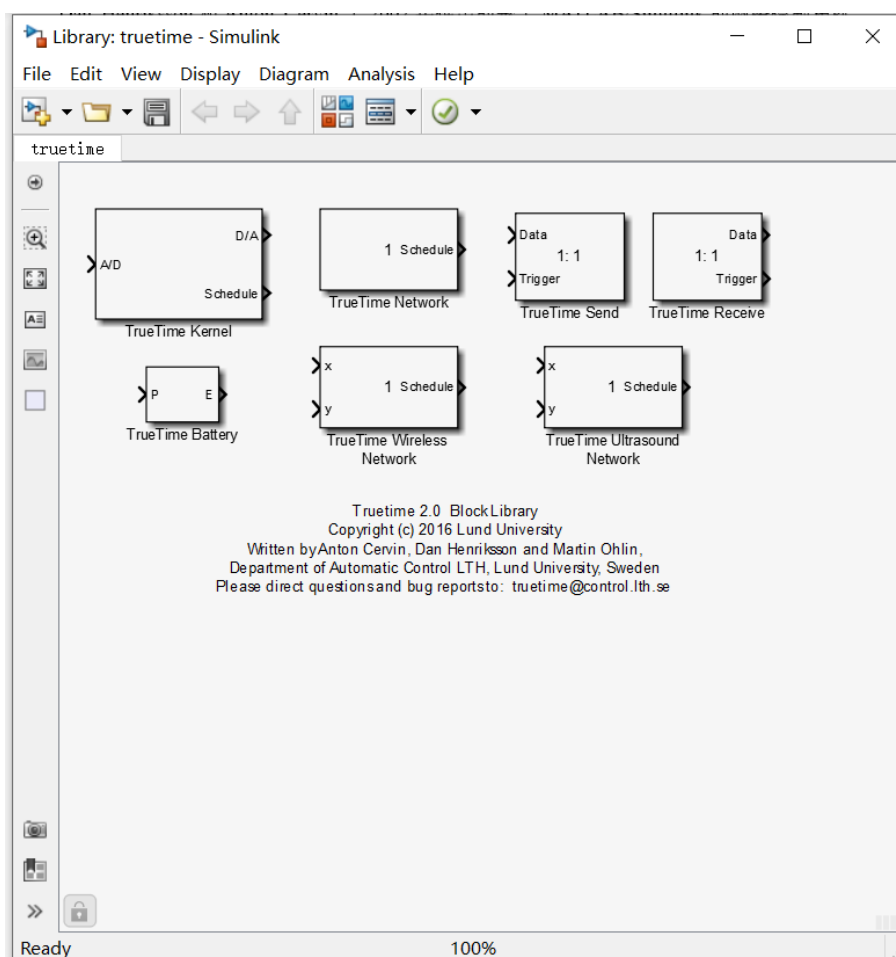 Library: truetime - Simulink
File Edit View Display Diagram Analysis Help
truetime
A/D
D/A
Schedule
TrueTime Kernel
1 Schedule
TrueTime Network
Data
1: 1
Trigger
TrueTime Send
Data
1: 1
Trigger
TrueTime Receive
P E
TrueTime Battery
x
1 Schedule
y
TrueTime Wireless
Network
x
1 Schedule
y
TrueTime Ultrasound
Network
Truetime 2.0 Block Library
Copyright (c) 2016 Lund University
Written by Anton Cervin, Dan Henriksson and Martin Ohlin,
Department of Automatic Control LTH, Lund University, Sweden
Please direct questions and bug reports to: truetime@control.lth.se
Ready 100%